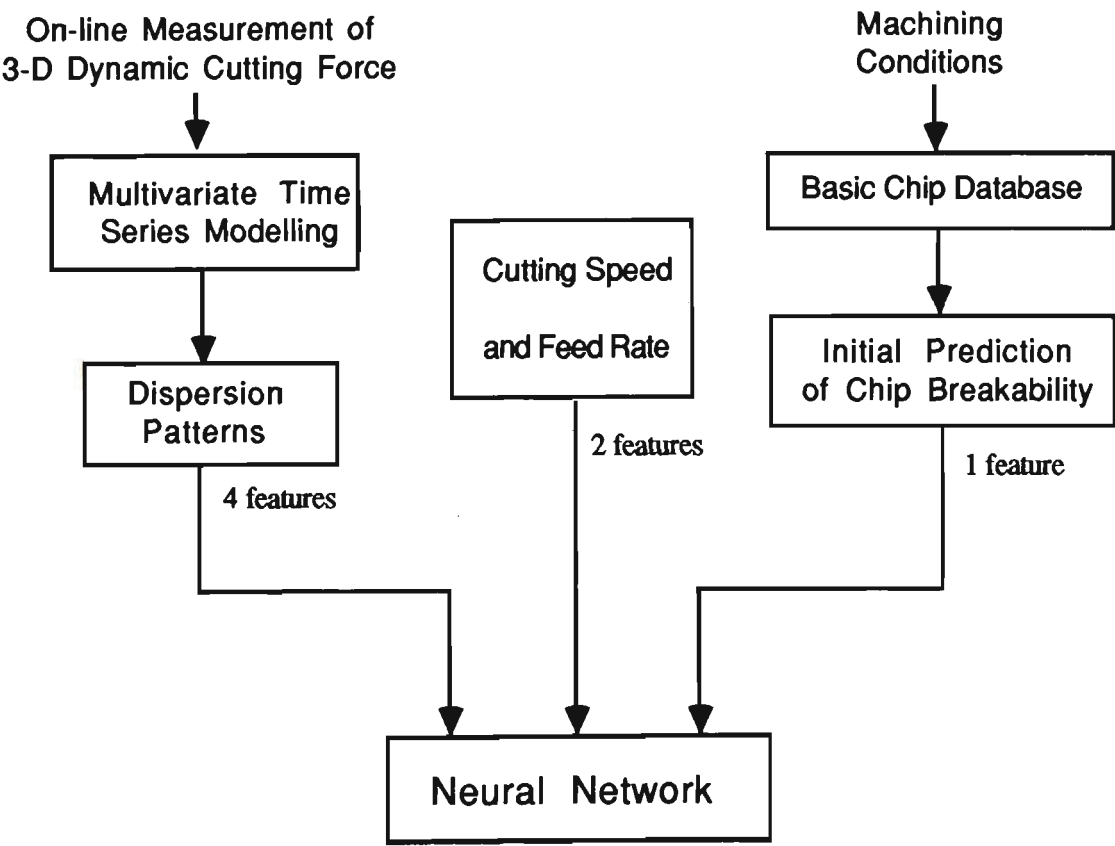 On-line Measurement of
3-D Dynamic Cutting Force
Multivariate Time
Series Modelling
Dispersion
Patterns
4 features
Cutting Speed
and Feed Rate
2 features
Machining
Conditions
Basic Chip Database
Initial Prediction
of Chip Breakability
1 feature
Neural Network